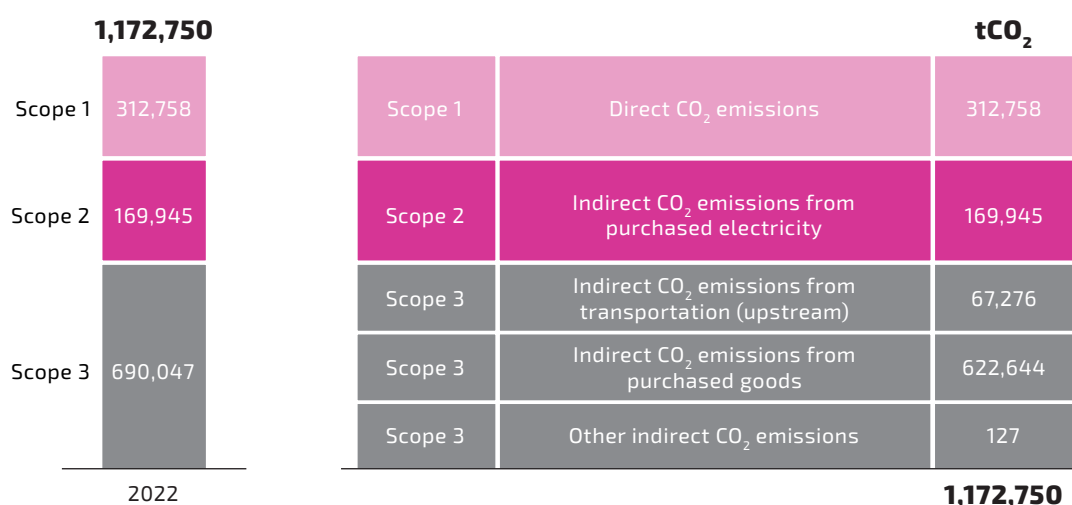 1,172,750
Scope 1 312,758
Scope 2 169,945
Scope 3 690,047
2022
tCO₂
Scope 1 Direct CO₂ emissions 312,758
Scope 2 Indirect CO₂ emissions from
purchased electricity 169,945
Scope 3 Indirect CO₂ emissions from
transportation (upstream) 67,276
Scope 3 Indirect CO₂ emissions from
purchased goods 622,644
Scope 3 Other indirect CO₂ emissions 127
1,172,750